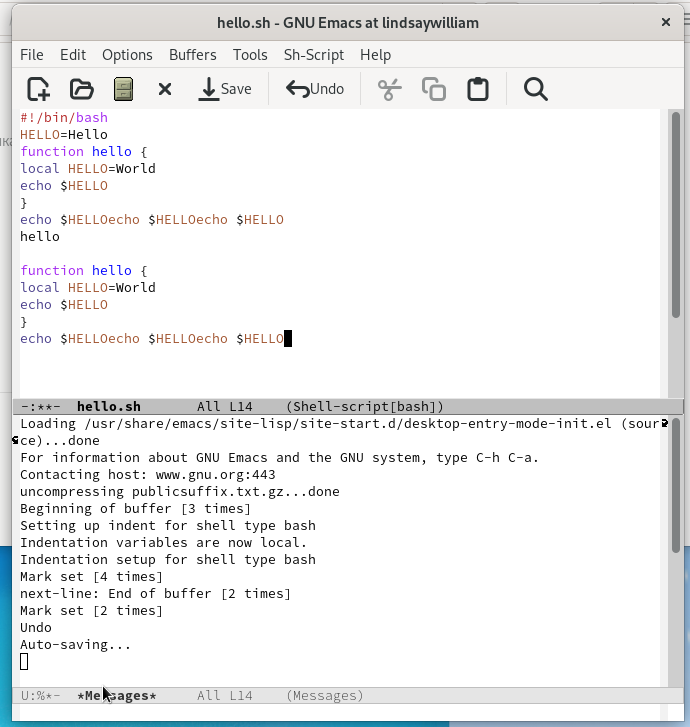 hello.sh - GNU Emacs at lindsaywilliam
File Edit Options Buffers Tools Sh-Script Help
Save Undo
#!/bin/bash
HELLO=Hello
function hello {
local HELLO=World
echo $HELLO
}
echo $HELLOecho $HELLOecho $HELLO
hello
function hello {
local HELLO=World
echo $HELLO
}
echo $HELLOecho $HELLOecho $HELLO
-:**- hello.sh All L14 (Shell-script[bash])
Loading /usr/share/emacs/site-lisp/site-start.d/desktop-entry-mode-init.el (sour
ce)...done
For information about GNU Emacs and the GNU system, type C-h C-a.
Contacting host: www.gnu.org:443
uncompressing publicsuffix.txt.gz...done
Beginning of buffer [3 times]
Setting up indent for shell type bash
Indentation variables are now local.
Indentation setup for shell type bash
Mark set [4 times]
next-line: End of buffer [2 times]
Mark set [2 times]
Undo
Auto-saving...
U:%*- *Messages* All L14 (Messages)